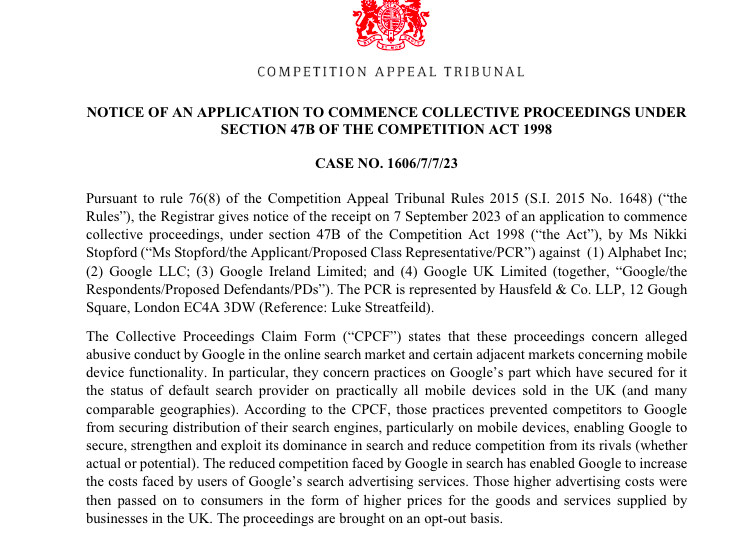 COMPETITION APPEAL TRIBUNAL
NOTICE OF AN APPLICATION TO COMMENCE COLLECTIVE PROCEEDINGS UNDER
SECTION 47B OF THE COMPETITION ACT 1998
CASE NO. 1606/7/7/23
Pursuant to rule 76(8) of the Competition Appeal Tribunal Rules 2015 (S.I. 2015 No. 1648) (“the
Rules”), the Registrar gives notice of the receipt on 7 September 2023 of an application to commence
collective proceedings, under section 47B of the Competition Act 1998 (“the Act”), by Ms Nikki
Stopford (“Ms Stopford/the Applicant/Proposed Class Representative/PCR”) against (1) Alphabet Inc;
(2) Google LLC; (3) Google Ireland Limited; and (4) Google UK Limited (together, “Google/the
Respondents/Proposed Defendants/PDs”). The PCR is represented by Hausfeld & Co. LLP, 12 Gough
Square, London EC4A 3DW (Reference: Luke Streatfeild).
The Collective Proceedings Claim Form (“CPCF”) states that these proceedings concern alleged
abusive conduct by Google in the online search market and certain adjacent markets concerning mobile
device functionality. In particular, they concern practices on Google’s part which have secured for it
the status of default search provider on practically all mobile devices sold in the UK (and many
comparable geographies). According to the CPCF, those practices prevented competitors to Google
from securing distribution of their search engines, particularly on mobile devices, enabling Google to
secure, strengthen and exploit its dominance in search and reduce competition from its rivals (whether
actual or potential). The reduced competition faced by Google in search has enabled Google to increase
the costs faced by users of Google’s search advertising services. Those higher advertising costs were
then passed on to consumers in the form of higher prices for the goods and services supplied by
businesses in the UK. The proceedings are brought on an opt-out basis.